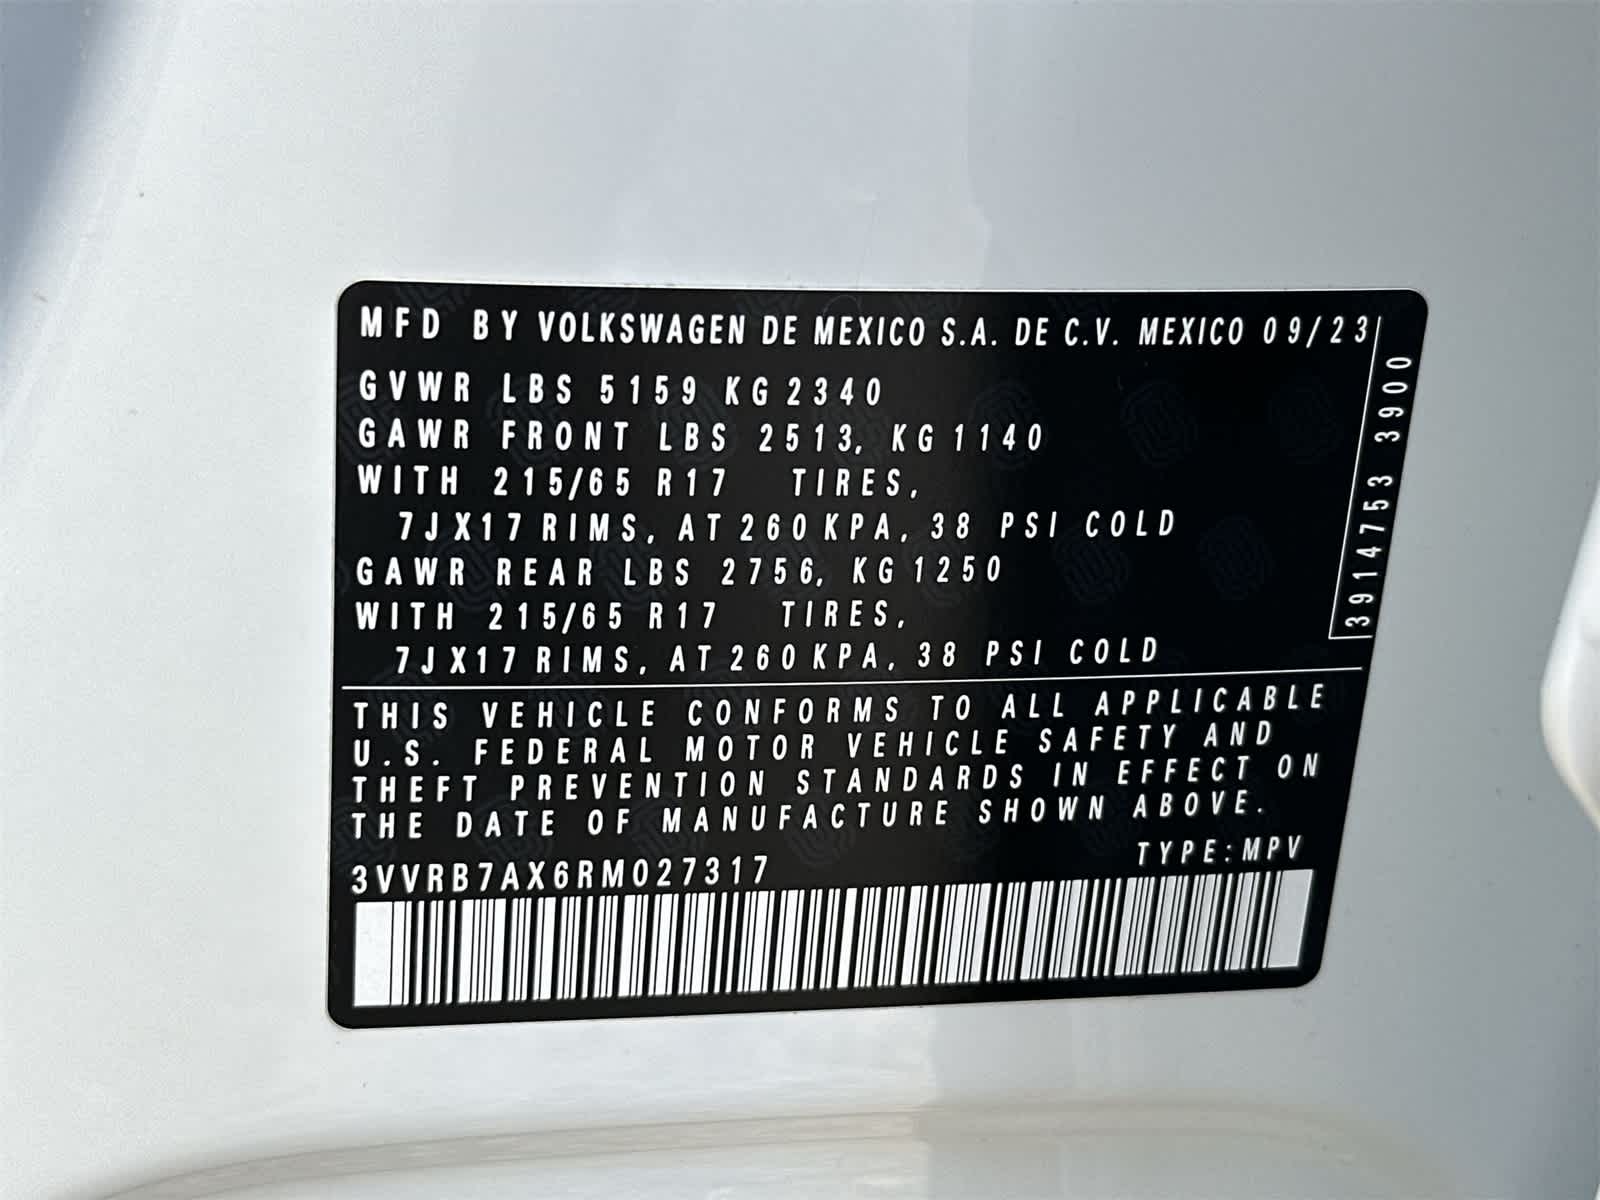 MFD BY VOLKSWAGEN DE MEXICO S.A. DE C.V. MEXICO 09/23
GVWR LBS 5159 KG 2340
GAWR FRONT LBS 2513, KG 1140
WITH 215/65 R17 TIRES,
7JX17 RIMS, AT 260 KPA, 38 PSI COLD
GAWR REAR LBS 2756, KG 1250
WITH 215/65 R17 TIRES,
7JX17 RIMS, AT 260 KPA, 38 PSI COLD
3914753 3900
THIS VEHICLE CONFORMS TO ALL APPLICABLE
U.S. FEDERAL MOTOR VEHICLE SAFETY AND
THEFT PREVENTION STANDARDS IN EFFECT ON
THE DATE OF MANUFACTURE SHOWN ABOVE.
TYPE:MPV
3VVRB7AX6RM027317